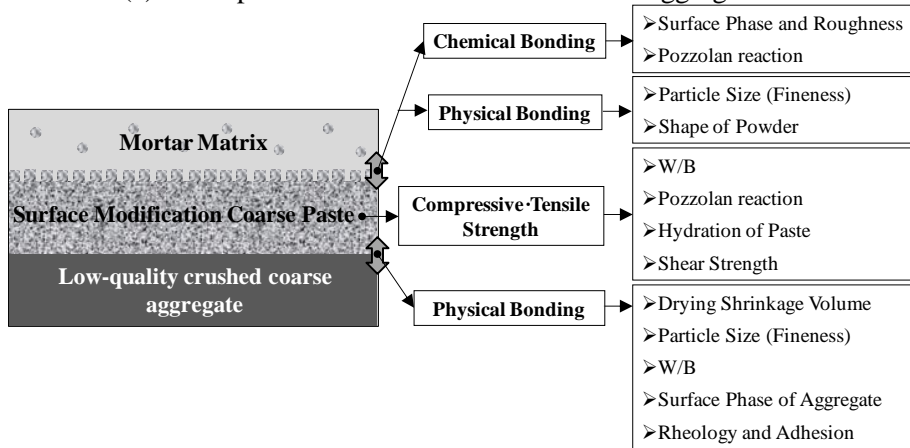 Mortar Matrix
Surface Modification Coarse Paste
Low-quality crushed coarse
aggregate
Chemical Bonding
➢Surface Phase and Roughness
➢Pozzolan reaction
Physical Bonding
➢Particle Size (Fineness)
➢Shape of Powder
Compressive·Tensile
Strength
➢W/B
➢Pozzolan reaction
➢Hydration of Paste
➢Shear Strength
Physical Bonding
➢Drying Shrinkage Volume
➢Particle Size (Fineness)
➢W/B
➢Surface Phase of Aggregate
➢Rheology and Adhesion